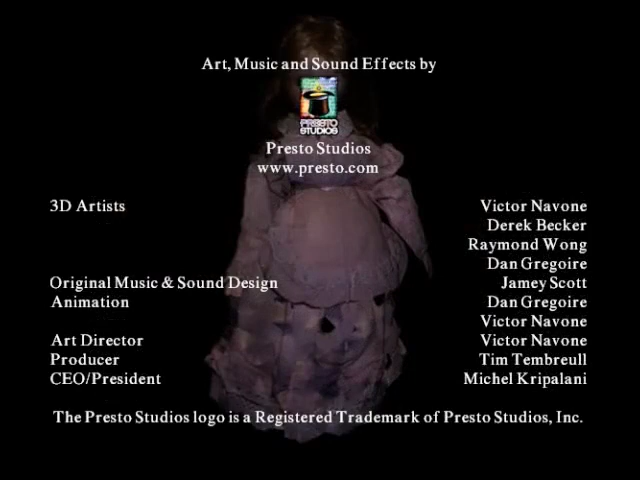 Art, Music and Sound Effects by
PRESTO
STUDIOS
Presto Studios
www.presto.com
3D Artists Victor Navone
Derek Becker
Raymond Wong
Dan Gregoire
Original Music & Sound Design Jamey Scott
Animation Dan Gregoire
Victor Navone
Art Director Victor Navone
Producer Tim Tembreull
CEO/President Michel Kripalani
The Presto Studios logo is a Registered Trademark of Presto Studios, Inc.